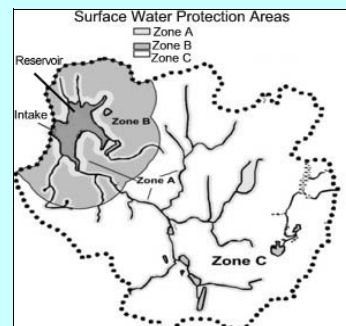 Surface Water Protection Areas
Zone A
Zone B
Zone C
Reservoir
Intake
Zone B
Zone A
Zone C